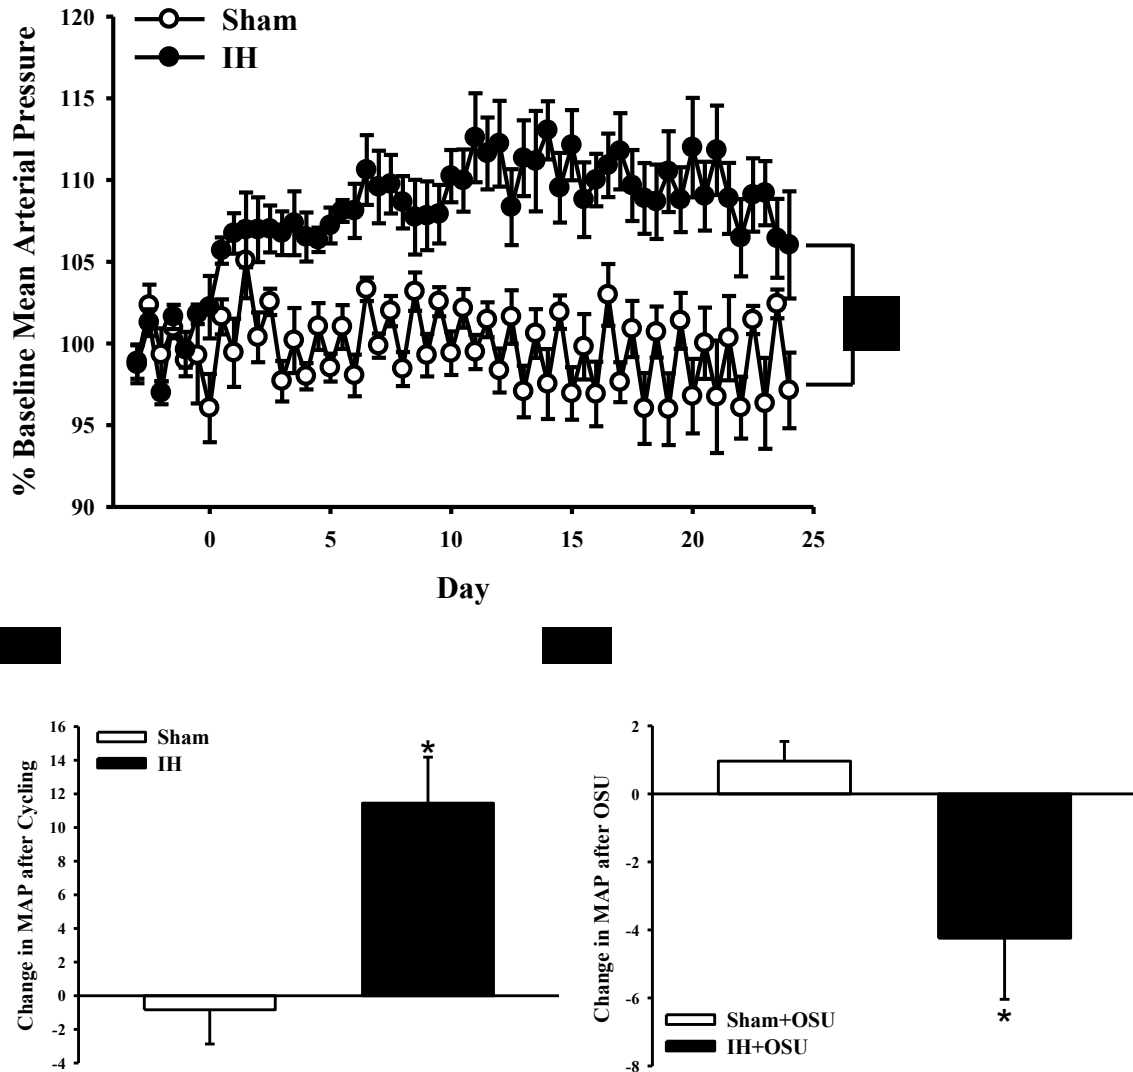 Sham
IH
% Baseline Mean Arterial Pressure
120
115
110
105
100
95
90
0 5 10 15 20 25
Day
Sham
IH
Change in MAP after Cycling
16
14
12
10
8
6
4
2
0
-2
-4
*
Change in MAP after OSU
2
0
-2
-4
-6
-8
*
Sham+OSU
IH+OSU